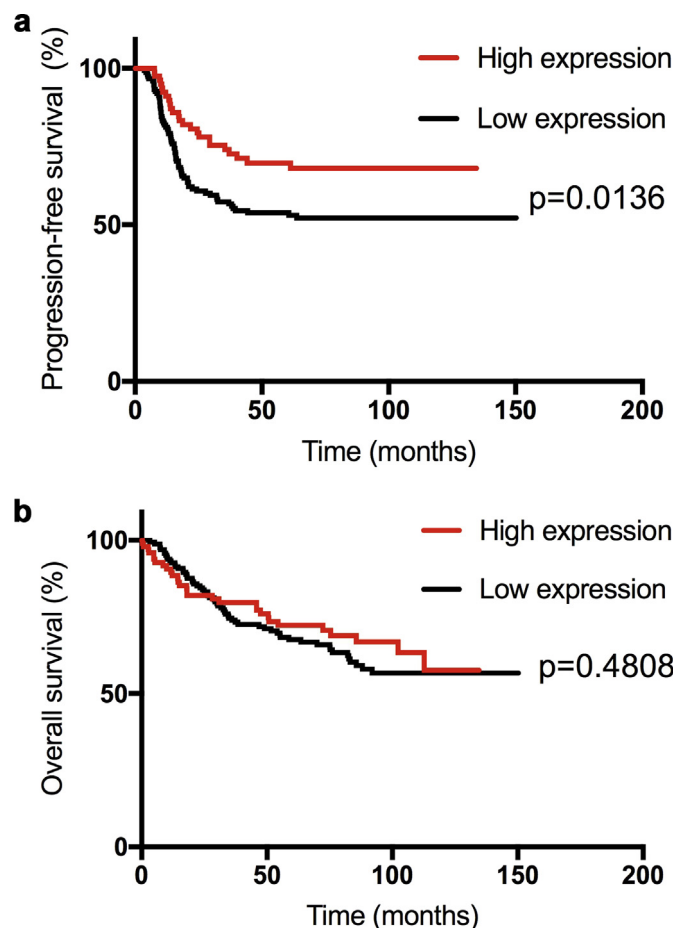 a
Progression-free survival (%)
High expression
Low expression
p=0.0136
100
50
0
0 50 100 150 200
Time (months)
b
Overall survival (%)
High expression
Low expression
p=0.4808
100
50
0
0 50 100 150 200
Time (months)